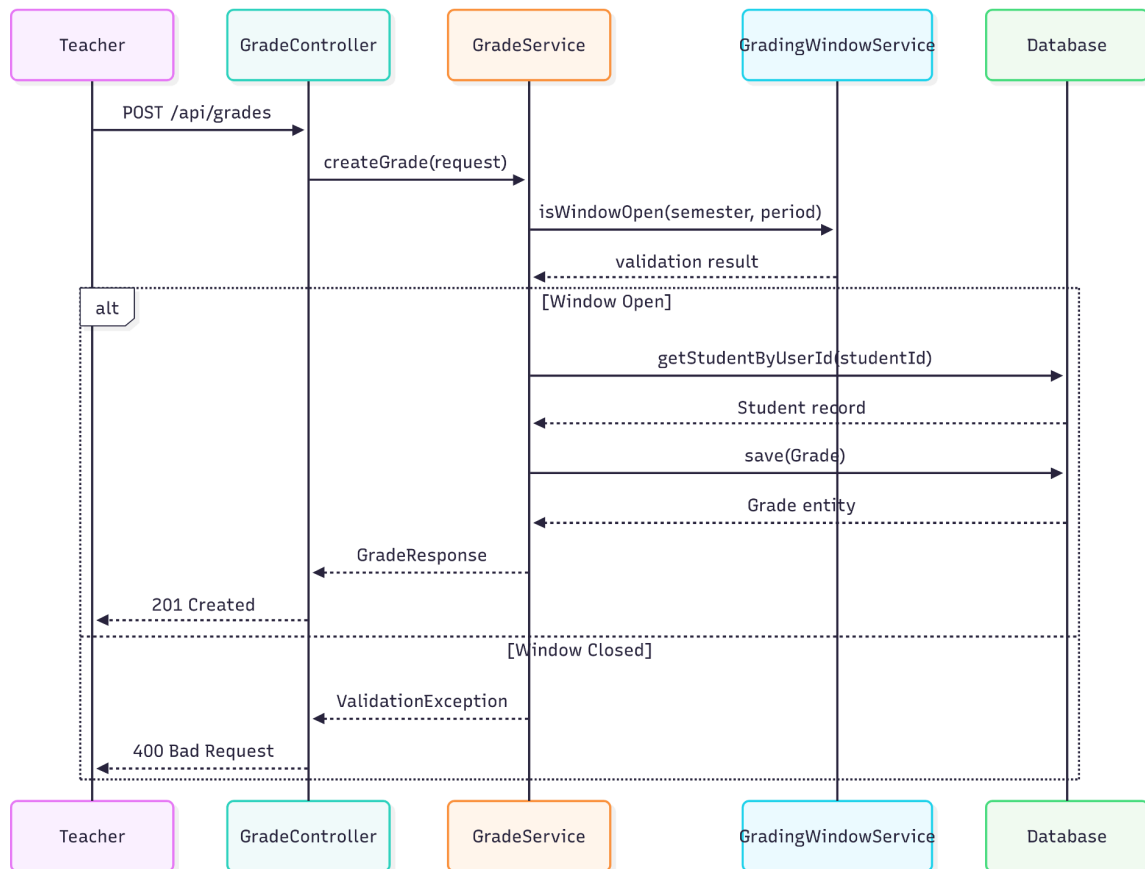 Teacher
GradeController
GradeService
GradingWindowService
Database
POST /api/grades
createGrade(request)
isWindowOpen(semester, period)
validation result
alt
[Window Open]
getStudentByUserId(studentId)
Student record
save(Grade)
Grade entity
GradeResponse
201 Created
[Window Closed]
ValidationException
400 Bad Request
Teacher
GradeController
GradeService
GradingWindowService
Database